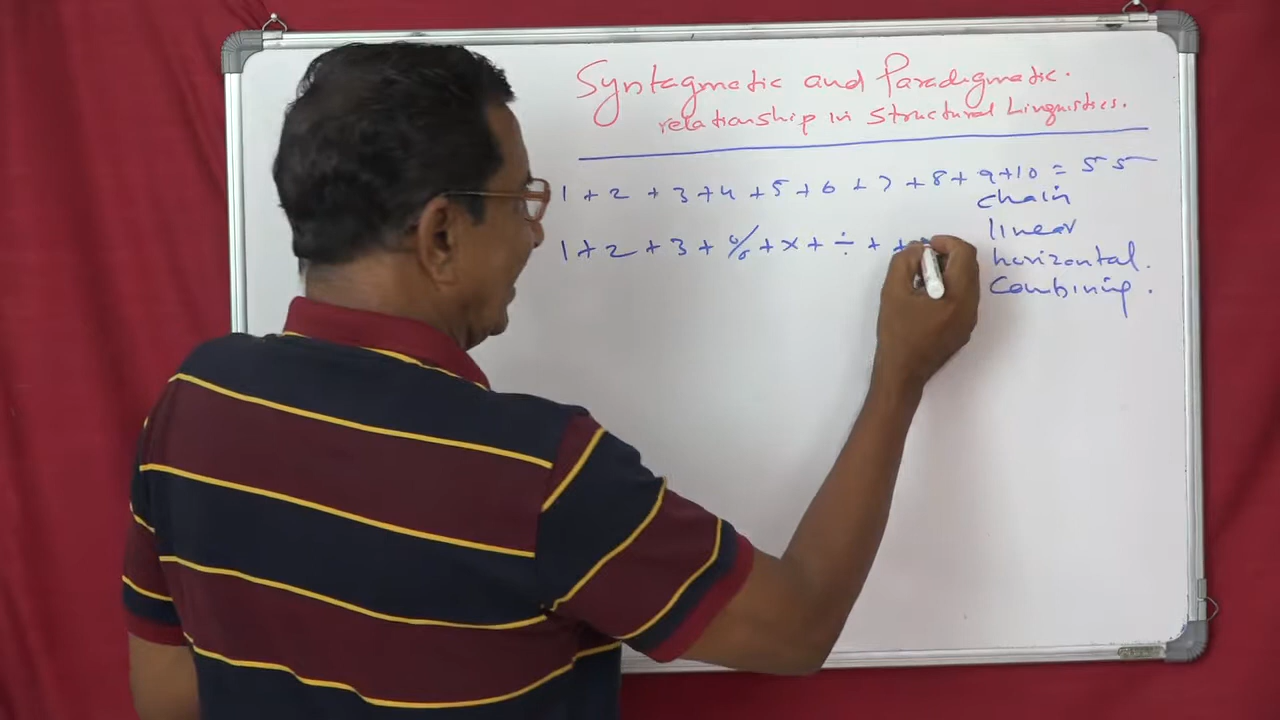 Syntagmatic and Paradigmatic.
relationship in Structural Linguistics.
1 + 2 + 3 + 4 + 5 + 6 + 7 + 8 + 9 + 10 = 55
chain
linear
1 + 2 + 3 + % + × + ÷ + +
horizontal.
Combining.